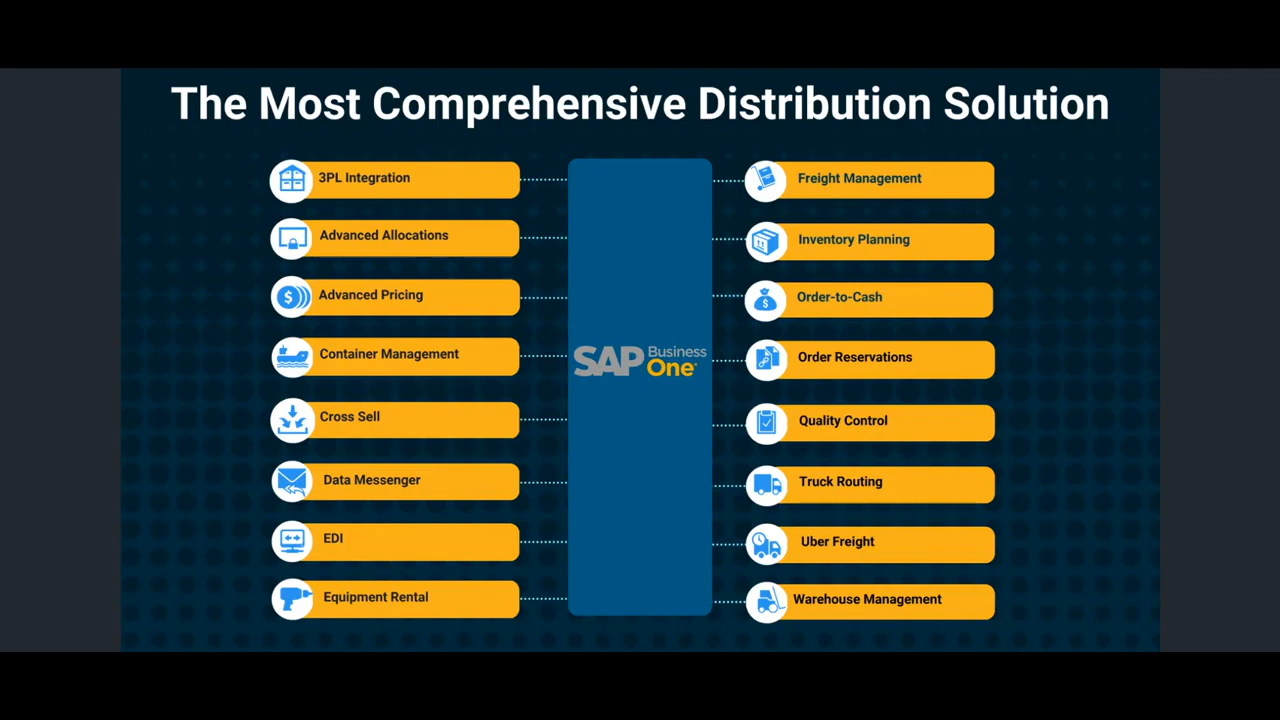 The Most Comprehensive Distribution Solution
3PL Integration
Advanced Allocations
Advanced Pricing
Container Management
Cross Sell
Data Messenger
EDI
Equipment Rental
SAP Business One
Freight Management
Inventory Planning
Order-to-Cash
Order Reservations
Quality Control
Truck Routing
Uber Freight
Warehouse Management